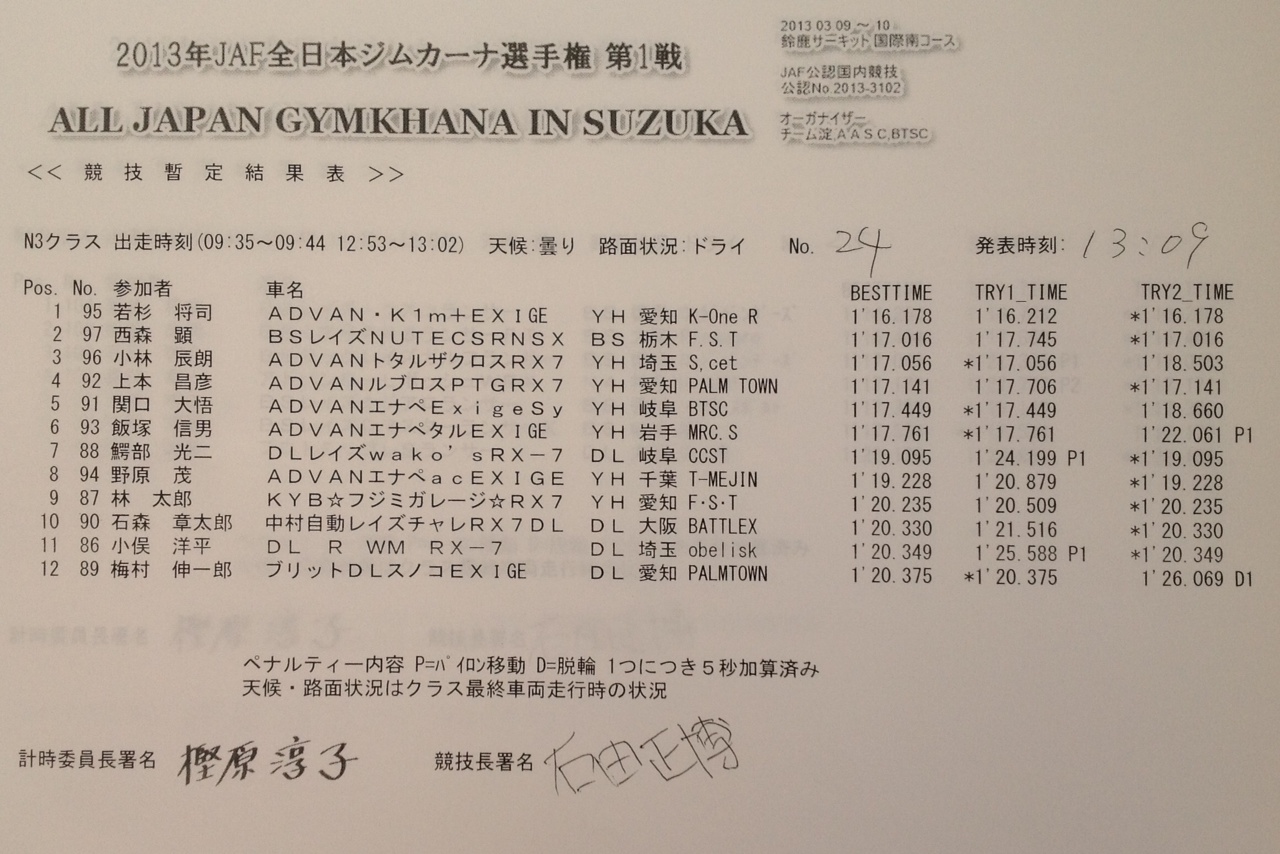 2013年JAF全日本ジムカーナ選手権 第1戦
ALL JAPAN GYMKHANA IN SUZUKA
2013 03 09 ～ 10
鈴鹿サーキット 国際南コース
JAF公認国内競技
公認No 2013-3102
オーガナイザー
チーム淀,A A S C,BTSC
<< 競 技 暫 定 結 果 表 >>
N3クラス 出走時刻(09:35～09:44 12:53～13:02) 天候:曇り 路面状況:ドライ No. 24 発表時刻: 13:09
Pos. No. 参加者 車名 BESTTIME TRY1_TIME TRY2_TIME
1 95 若杉 将司 ADVAN・K1m+EXIGE YH 愛知 K-One R 1'16.178 1'16.212 *1'16.178
2 97 西森 顕 BSレイズNUTECSRNSX BS 栃木 F.S.T 1'17.016 1'17.745 *1'17.016
3 96 小林 辰朗 ADVANトタルザクロスRX7 YH 埼玉 S,cet 1'17.056 *1'17.056 1'18.503
4 92 上本 昌彦 ADVANルブロスPTGRX7 YH 愛知 PALM TOWN 1'17.141 1'17.706 *1'17.141
5 91 関口 大悟 ADVANエナペExigeSy YH 岐阜 BTSC 1'17.449 *1'17.449 1'18.660
6 93 飯塚 信男 ADVANエナペタルEXIGE YH 岩手 MRC.S 1'17.761 *1'17.761 1'22.061 P1
7 88 鰐部 光二 DLレイズwako'sRX-7 DL 岐阜 CCST 1'19.095 1'24.199 P1 *1'19.095
8 94 野原 茂 ADVANエナペacEXIGE YH 千葉 T-MEJIN 1'19.228 1'20.879 *1'19.228
9 87 林 太郎 KYB☆フジミガレージ☆RX7 YH 愛知 F・S・T 1'20.235 1'20.509 *1'20.235
10 90 石森 章太郎 中村自動レイズチャレRX7DL DL 大阪 BATTLEX 1'20.330 1'21.516 *1'20.330
11 86 小俣 洋平 DL R WM RX-7 DL 埼玉 obelisk 1'20.349 1'25.588 P1 *1'20.349
12 89 梅村 伸一郎 ブリットDLスノコEXIGE DL 愛知 PALMTOWN 1'20.375 *1'20.375 1'26.069 D1
ペナルティー内容 P=ﾊﾟｲﾛﾝ移動 D=脱輪 1つにつき５秒加算済み
天候・路面状況はクラス最終車両走行時の状況
計時委員長署名 樫原淳子 競技長署名 石田正博